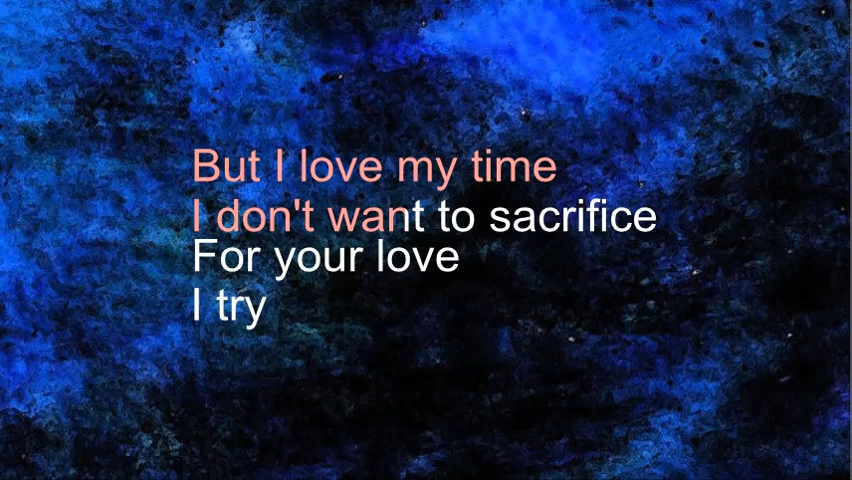 But I love my time
I don't want to sacrifice
For your love
I try